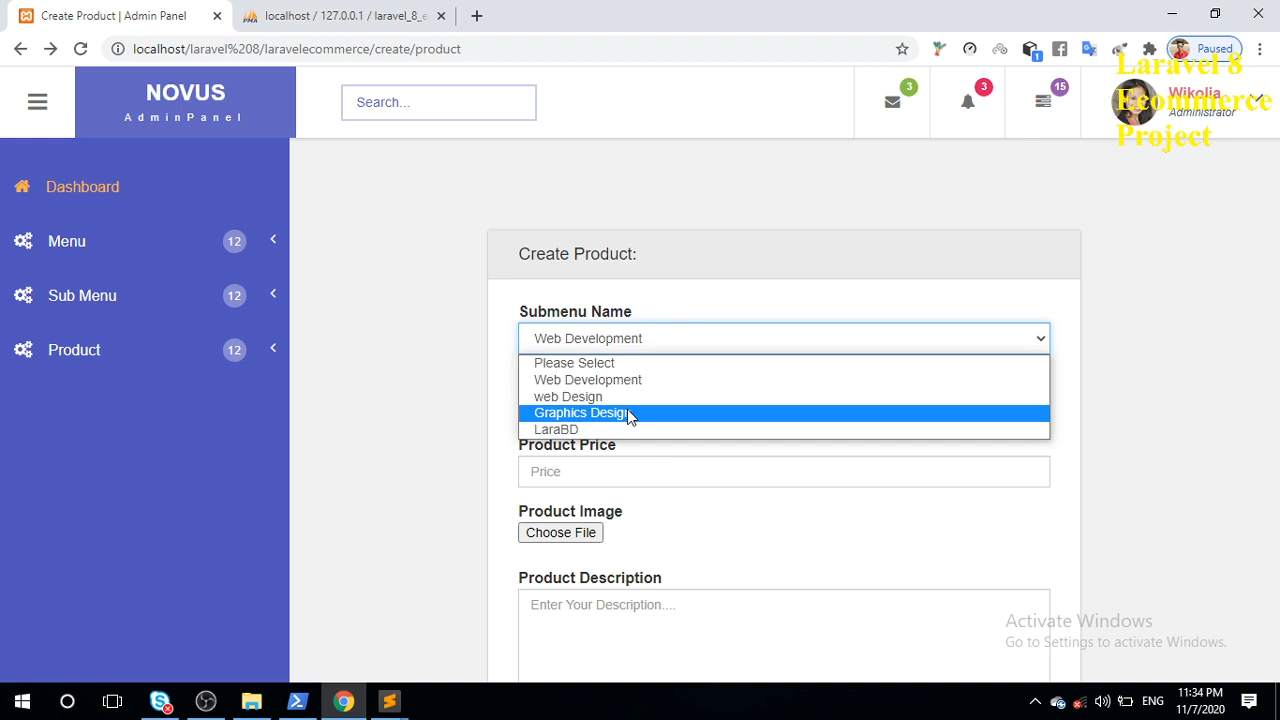 Create Product | Admin Panel
localhost / 127.0.0.1 / laravel_8_e
localhost/laravel%208/laravelecommerce/create/product
1
Paused
NOVUS
AdminPanel
Search...
3
3
15
Wikolia
Administrator
Laravel 8
Ecommerce
Project
Dashboard
Menu
12
Sub Menu
12
Product
12
Create Product:
Submenu Name
Web Development
Please Select
Web Development
web Design
Graphics Design
LaraBD
Product Price
Price
Product Image
Choose File
Product Description
Enter Your Description....
Activate Windows
Go to Settings to activate Windows.
ENG
11:34 PM
11/7/2020